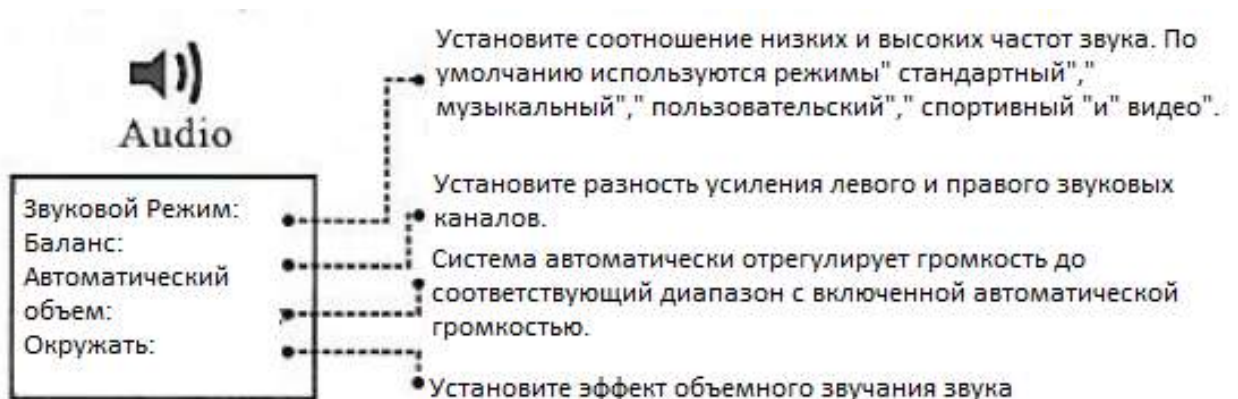 Audio
Звуковой Режим:
Баланс:
Автоматический
объем:
Окружать:
Установите соотношение низких и высоких частот звука. По
умолчанию используются режимы" стандартный","
музыкальный"," пользовательский"," спортивный "и" видео".
Установите разность усиления левого и правого звуковых
каналов.
Система автоматически отрегулирует громкость до
соответствующий диапазон с включенной автоматической
громкостью.
Установите эффект объемного звучания звука